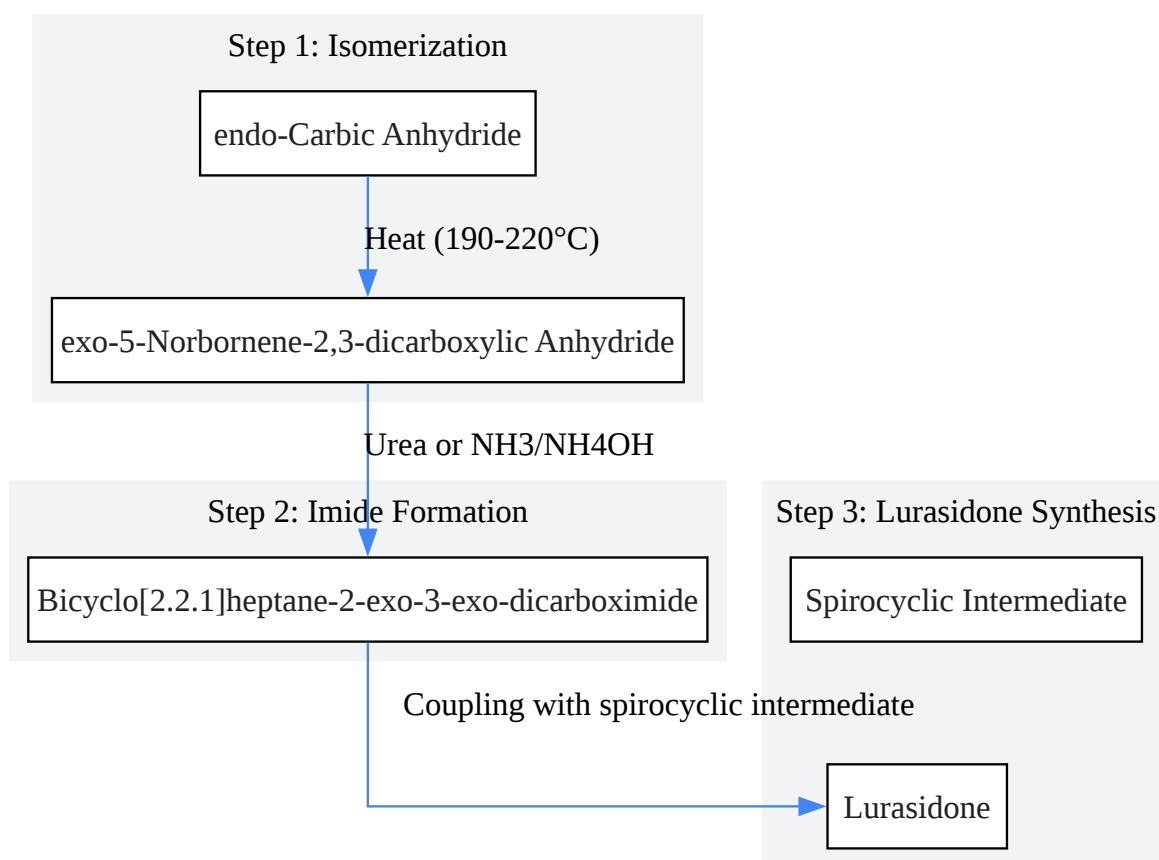 Step 1: Isomerization
endo-Carbic Anhydride
Heat (190-220°C)
exo-5-Norbornene-2,3-dicarboxylic Anhydride
Urea or NH3/NH4OH
Step 2: Imide Formation
Bicyclo[2.2.1]heptane-2-exo-3-exo-dicarboximide
Step 3: Lurasidone Synthesis
Spirocyclic Intermediate
Coupling with spirocyclic intermediate
Lurasidone